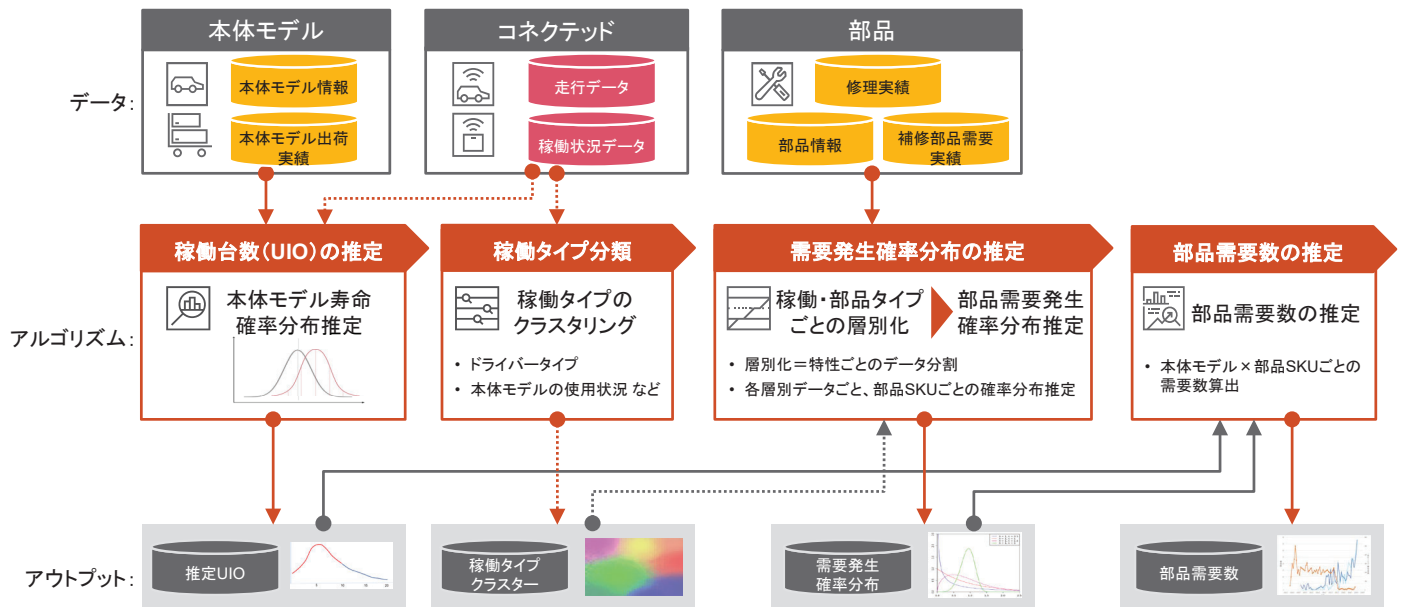 本体モデル
コネクテッド
部品
データ:
本体モデル情報
本体モデル出荷
実績
走行データ
稼働状況データ
修理実績
部品情報
補修部品需要
実績
アルゴリズム:
稼働台数(UIO)の推定
本体モデル寿命
確率分布推定
稼働タイプ分類
稼働タイプの
クラスタリング
• ドライバータイプ
• 本体モデルの使用状況 など
需要発生確率分布の推定
稼働・部品タイプ
ごとの層別化
部品需要発生
確率分布推定
• 層別化=特性ごとのデータ分割
• 各層別データごと、部品SKUごとの確率分布推定
部品需要数の推定
部品需要数の推定
• 本体モデル×部品SKUごとの
需要数算出
アウトプット:
推定UIO
稼働タイプ
クラスター
需要発生
確率分布
部品需要数